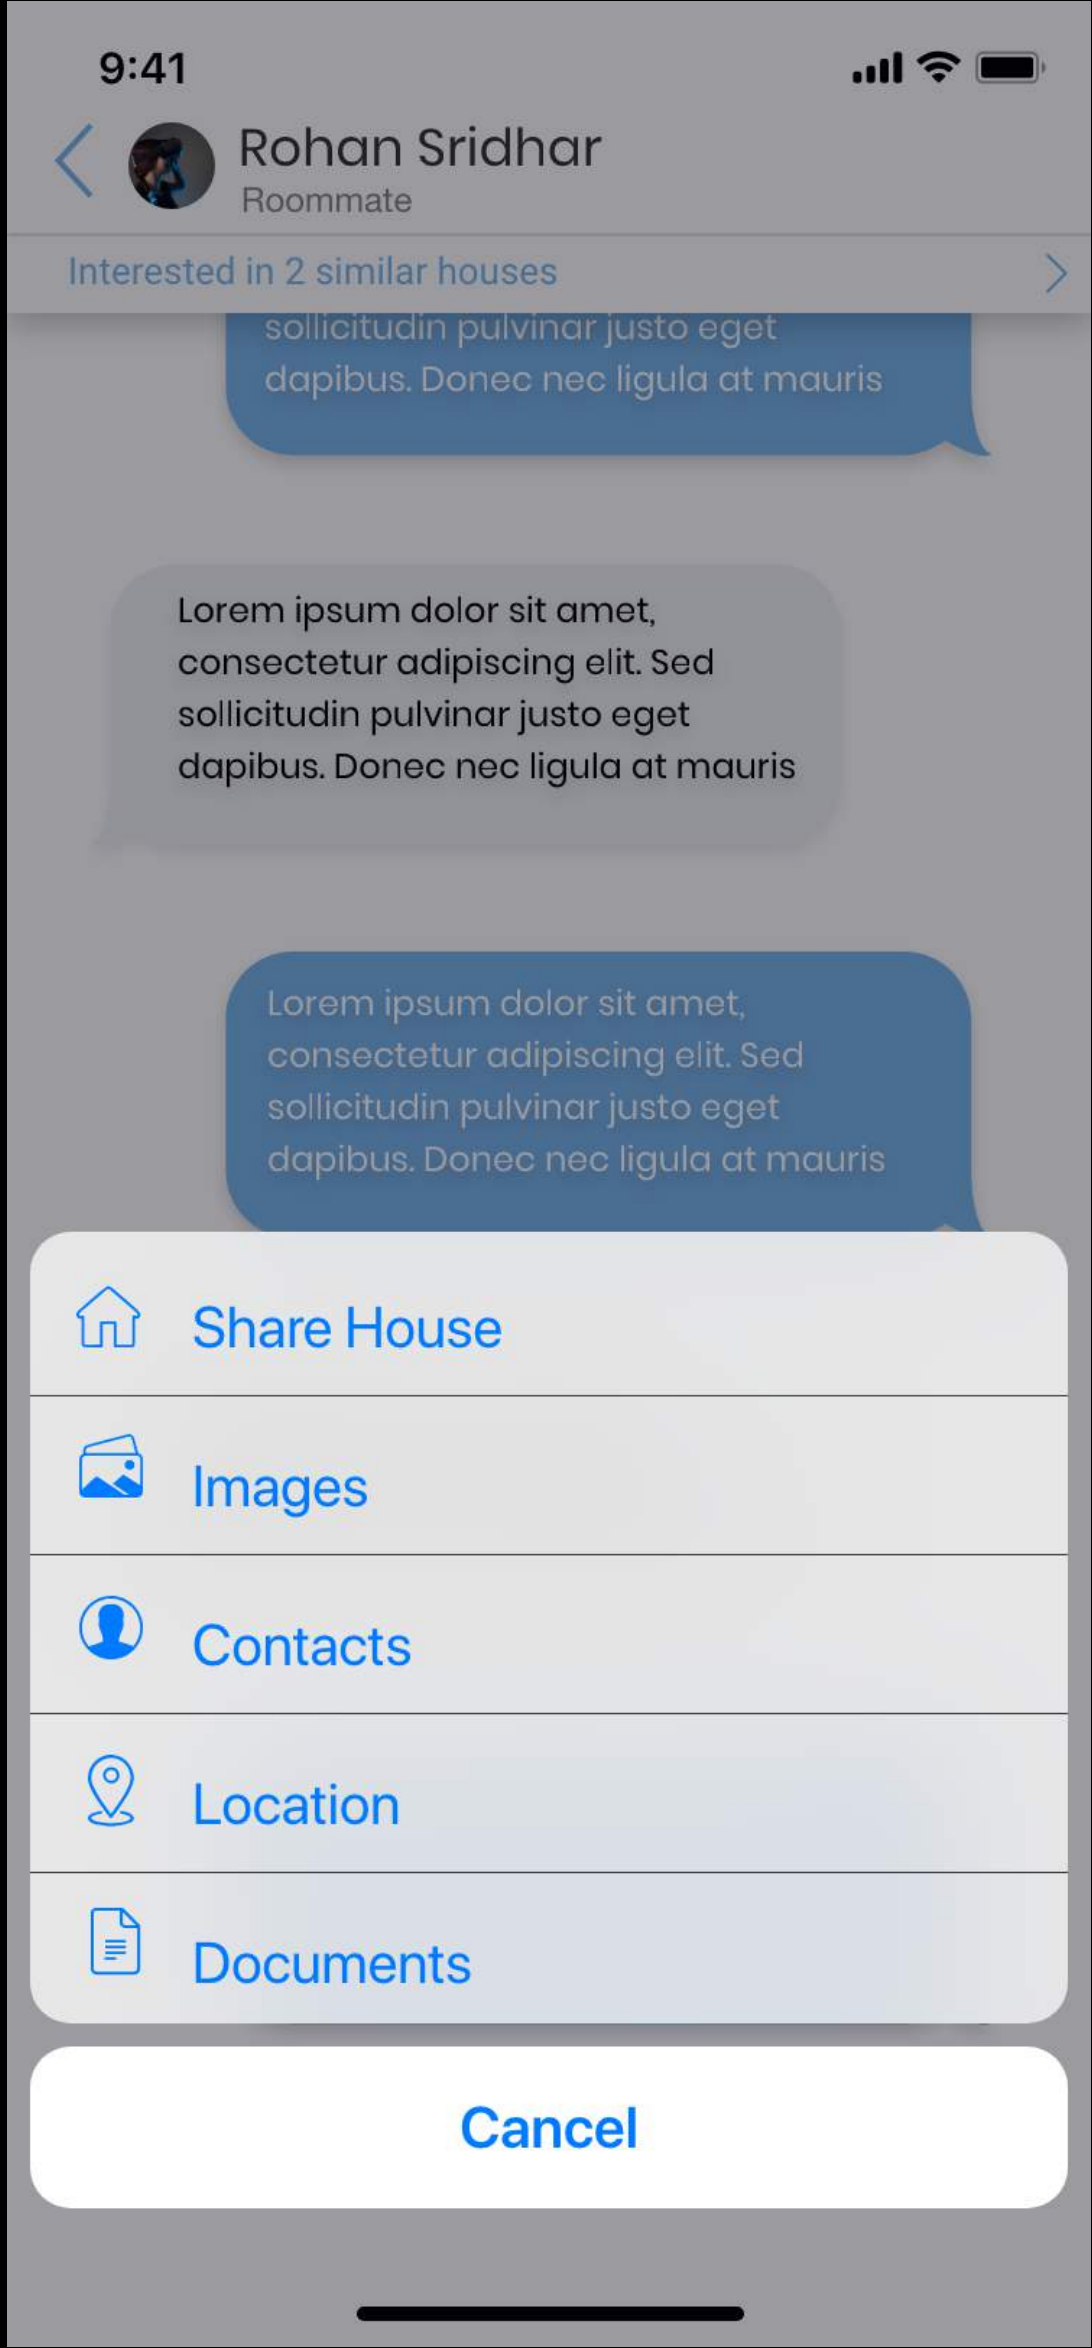 9:41
Rohan Sridhar
Roommate
Interested in 2 similar houses
sollicitudin pulvinar justo eget
dapibus. Donec nec ligula at mauris
Lorem ipsum dolor sit amet,
consectetur adipiscing elit. Sed
sollicitudin pulvinar justo eget
dapibus. Donec nec ligula at mauris
Lorem ipsum dolor sit amet,
consectetur adipiscing elit. Sed
sollicitudin pulvinar justo eget
dapibus. Donec nec ligula at mauris
Share House
Images
Contacts
Location
Documents
Cancel